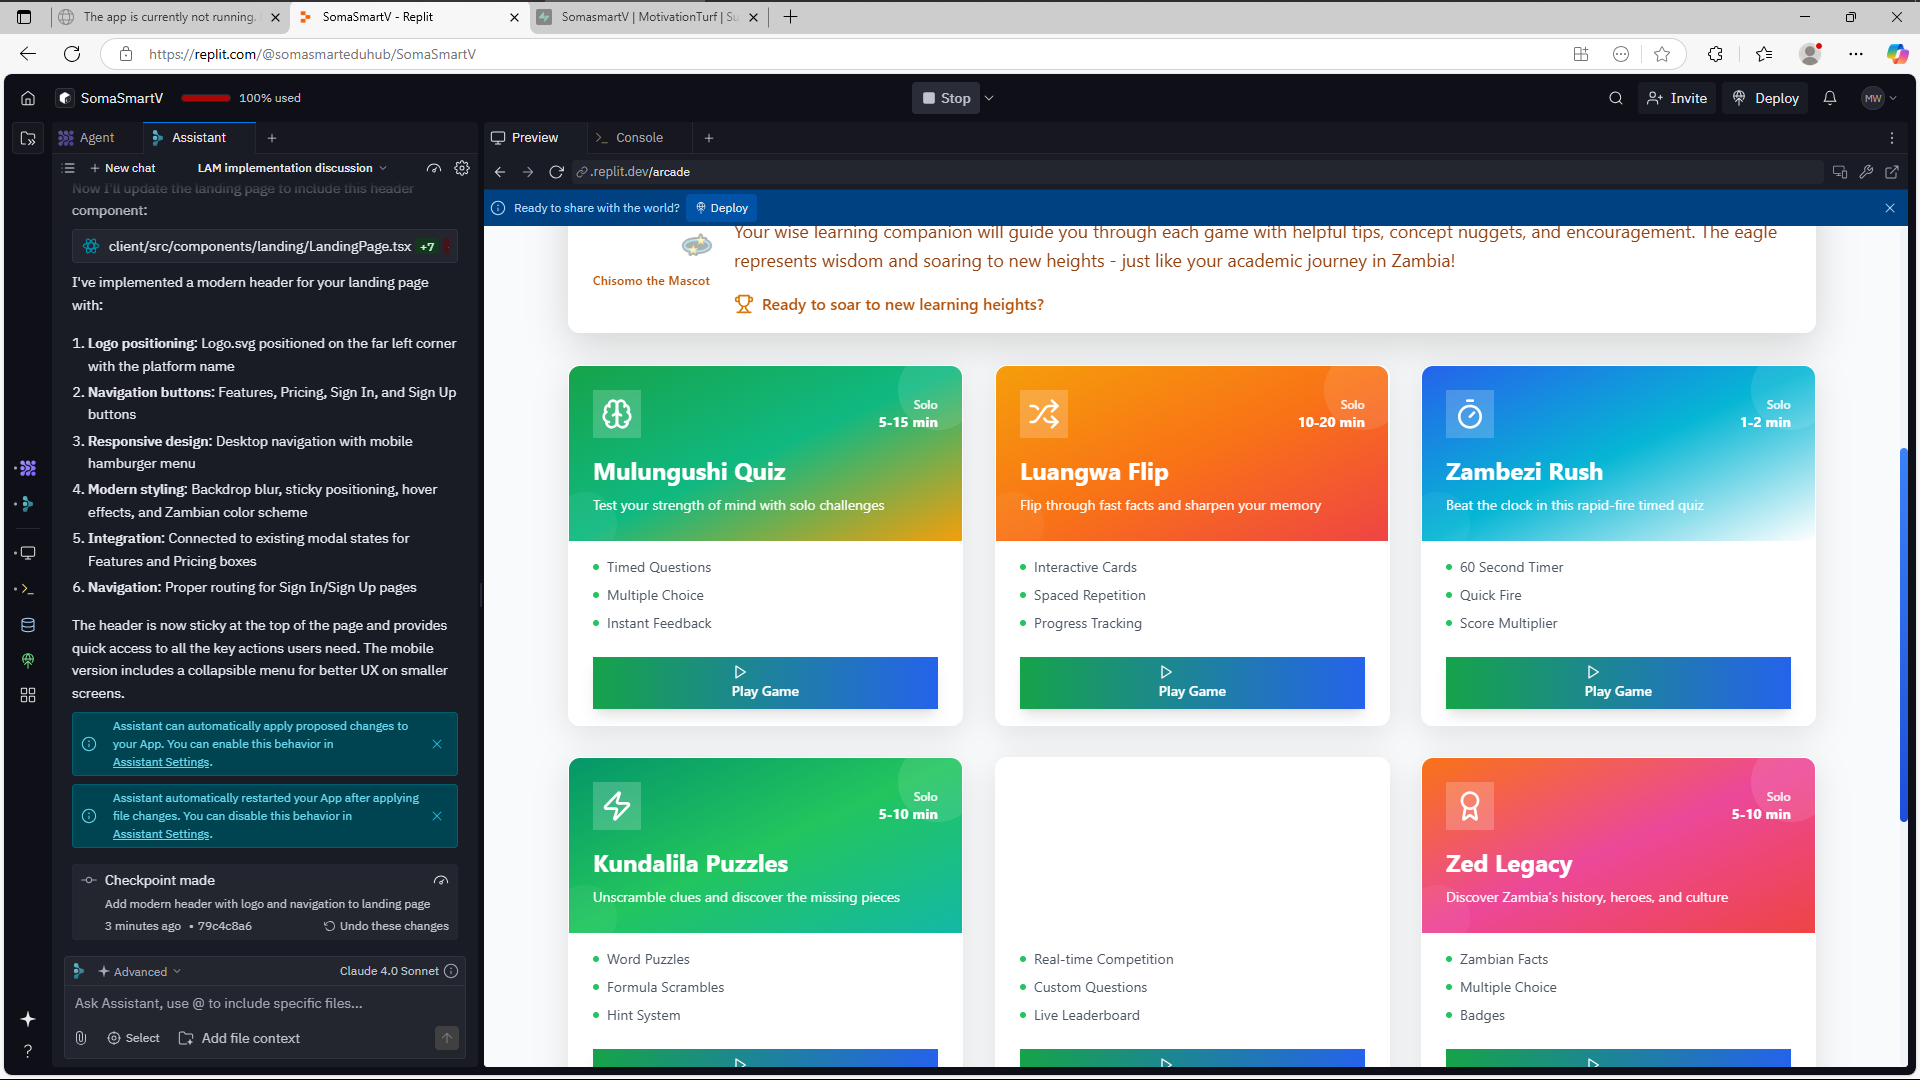 The app is currently not running.
SomaSmartV - Replit
SomasmartV | MotivationTurf | Su
https://replit.com/@somasmarteduhub/SomaSmartV
SomaSmartV
100% used
Stop
Invite
Deploy
MW
Agent
Assistant
Preview
Console
New chat
LAM implementation discussion
.replit.dev/arcade
Ready to share with the world?
Deploy
Now I'll update the landing page to include this header
component:
client/src/components/landing/LandingPage.tsx +7
I've implemented a modern header for your landing page
with:
1. Logo positioning: Logo.svg positioned on the far left corner
with the platform name
2. Navigation buttons: Features, Pricing, Sign In, and Sign Up
buttons
3. Responsive design: Desktop navigation with mobile
hamburger menu
4. Modern styling: Backdrop blur, sticky positioning, hover
effects, and Zambian color scheme
5. Integration: Connected to existing modal states for
Features and Pricing boxes
6. Navigation: Proper routing for Sign In/Sign Up pages
The header is now sticky at the top of the page and provides
quick access to all the key actions users need. The mobile
version includes a collapsible menu for better UX on smaller
screens.
Assistant can automatically apply proposed changes to
your App. You can enable this behavior in
Assistant Settings.
Assistant automatically restarted your App after applying
file changes. You can disable this behavior in
Assistant Settings.
Checkpoint made
Add modern header with logo and navigation to landing page
3 minutes ago • 79c4c8a6
Undo these changes
Advanced
Claude 4.0 Sonnet
Ask Assistant, use @ to include specific files...
Select
Add file context
Your wise learning companion will guide you through each game with helpful tips, concept nuggets, and encouragement. The eagle
represents wisdom and soaring to new heights - just like your academic journey in Zambia!
Chisomo the Mascot
Ready to soar to new learning heights?
Solo
5-15 min
Mulungushi Quiz
Test your strength of mind with solo challenges
Timed Questions
Multiple Choice
Instant Feedback
Play Game
Solo
10-20 min
Luangwa Flip
Flip through fast facts and sharpen your memory
Interactive Cards
Spaced Repetition
Progress Tracking
Play Game
Solo
1-2 min
Zambezi Rush
Beat the clock in this rapid-fire timed quiz
60 Second Timer
Quick Fire
Score Multiplier
Play Game
Solo
5-10 min
Kundalila Puzzles
Unscramble clues and discover the missing pieces
Word Puzzles
Formula Scrambles
Hint System
Real-time Competition
Custom Questions
Live Leaderboard
Solo
5-10 min
Zed Legacy
Discover Zambia's history, heroes, and culture
Zambian Facts
Multiple Choice
Badges